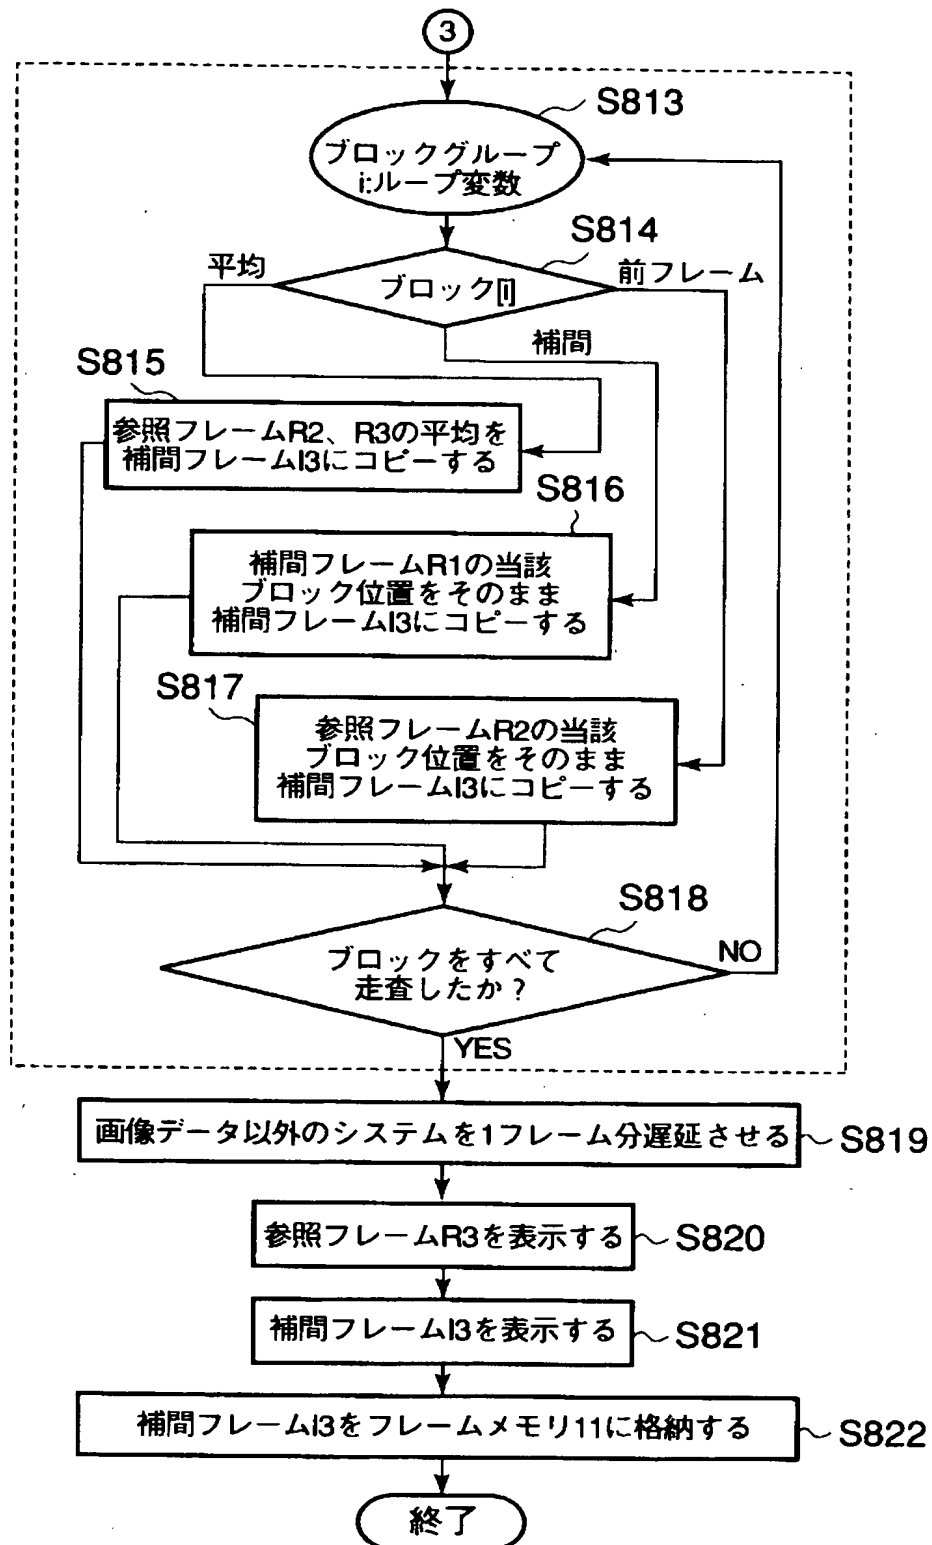 3
S813
ブロックグループ
i:ループ変数
S814
平均
ブロック[i]
前フレーム
補間
S815
参照フレームR2、R3の平均を
補間フレームI3にコピーする
S816
補間フレームR1の当該
ブロック位置をそのまま
補間フレームI3にコピーする
S817
参照フレームR2の当該
ブロック位置をそのまま
補間フレームI3にコピーする
S818
ブロックをすべて
走査したか？
NO
YES
画像データ以外のシステムを1フレーム分遅延させる
S819
参照フレームR3を表示する
S820
補間フレームI3を表示する
S821
補間フレームI3をフレームメモリ11に格納する
S822
終了